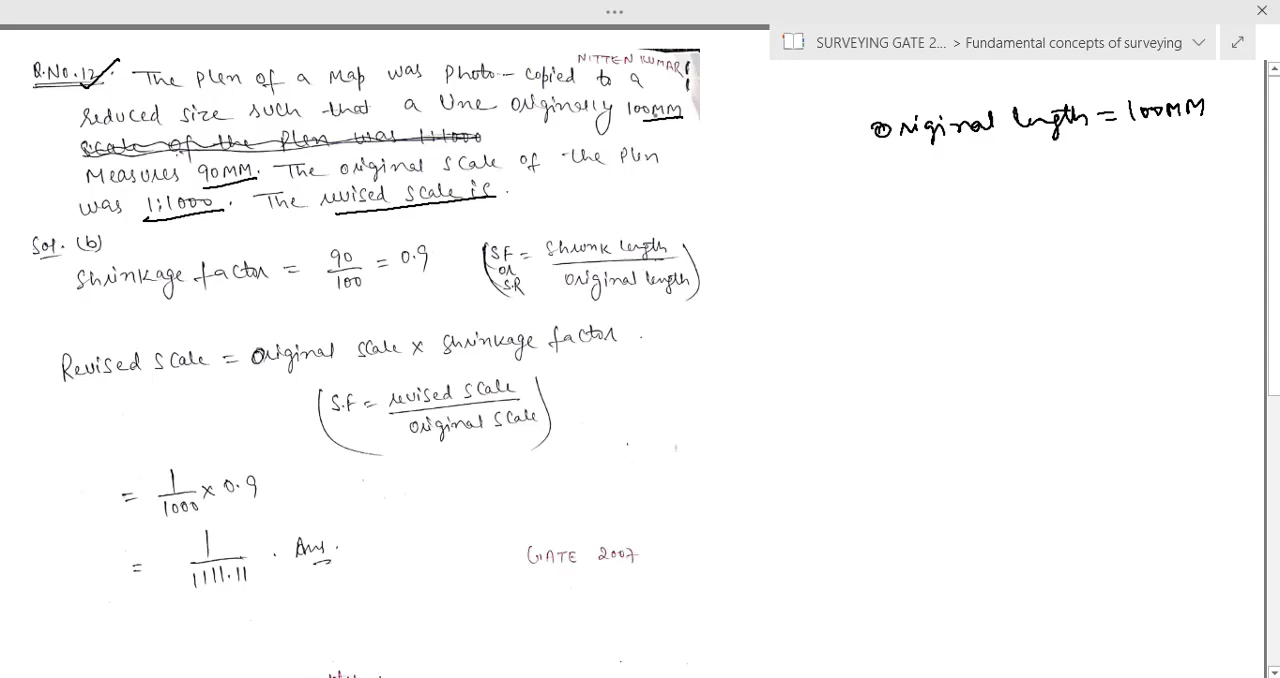 SURVEYING GATE 2... > Fundamental concepts of surveying
NITTEN KUMAR
Q.No.12. The Plan of a Map was Photo-copied to a
reduced size such that a line originally 100MM
scale of the Plan was 1:1000
Measures 90MM. The original scale of the plan
was 1:1000. The revised scale is.
Sol. (b)
Shrinkage factor = 90/100 = 0.9 (SF or S.R = Shrunk length/original length)
Revised scale = original scale x shrinkage factor.
(S.F = revised scale/original scale)
= 1/1000 x 0.9
= 1/1111.11 . Ans.
GATE 2007
Original length = 100MM